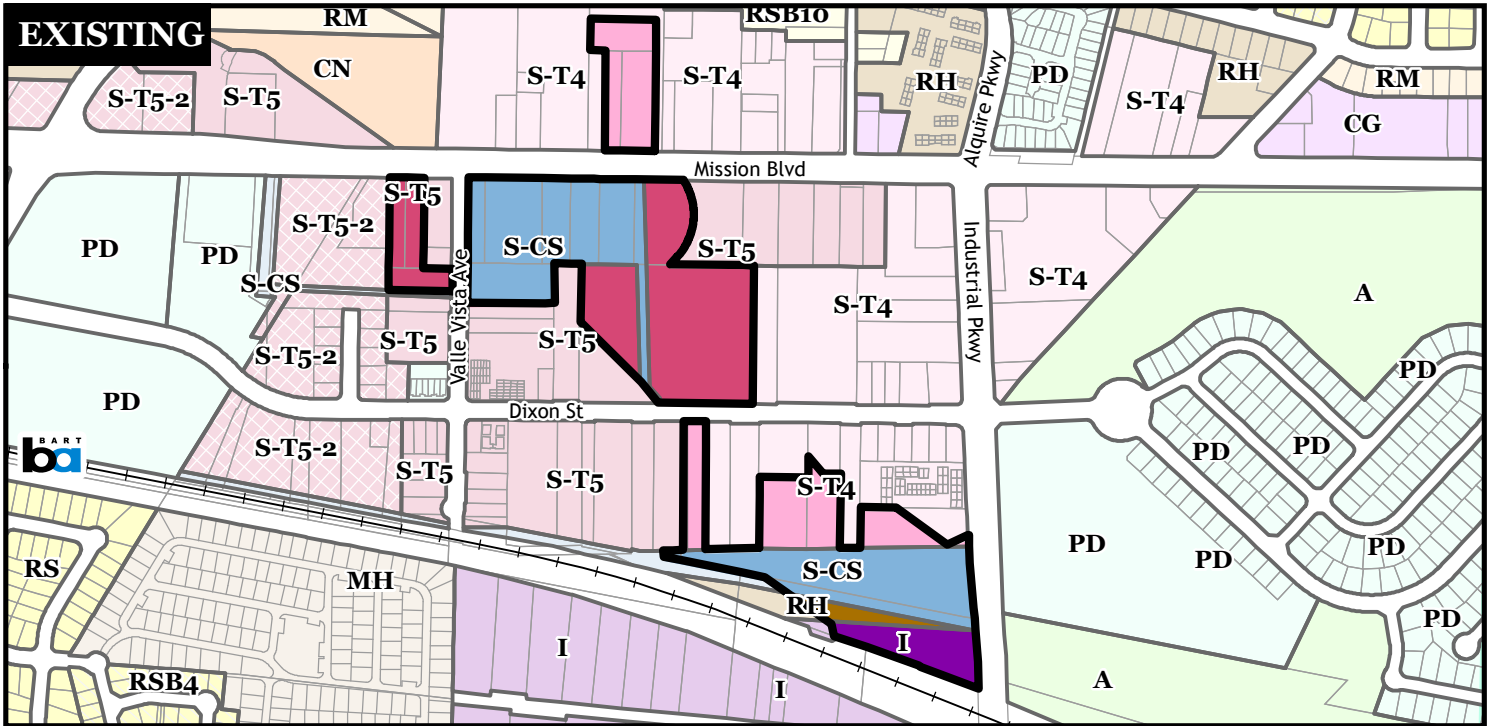 EXISTING
RM
CN
S-T5-2
S-T5
S-T4
S-T4
RSB10
RH
Alquire Pkwy
PD
S-T4
RH
RM
CG
Mission Blvd
PD
PD
S-CS
S-T5-2
S-T5
Valle Vista Ave
S-CS
S-T5
S-T4
Industrial Pkwy
S-T4
A
S-T5-2
S-T5
S-T5
PD
PD
Dixon St
BART
ba
S-T5-2
S-T5
S-T5
S-T4
PD
PD
PD
PD
PD
RS
MH
S-CS
RH
I
I
I
PD
RSB4
A